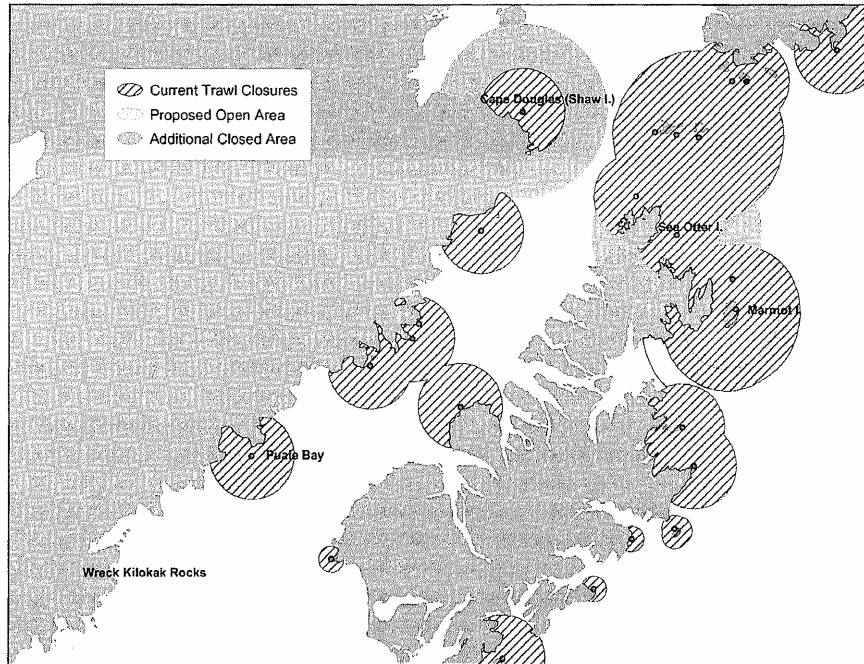 Current Trawl Closures
Proposed Open Area
Additional Closed Area
Cape Douglas (Shaw I.)
Sea Otter I.
Marmot I.
Puale Bay
Wreck Kilokak Rocks